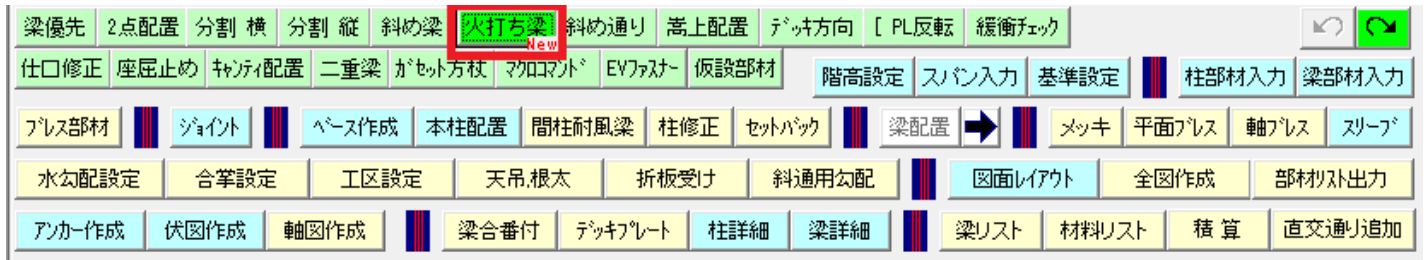 梁優先 2点配置 分割 横 分割 縦 斜め梁 火打ち梁 斜め通り 嵩上配置 ﾃﾞｯｷ方向 [ PL反転 緩衝ﾁｪｯｸ
New
仕口修正 座屈止め ｷｬﾝﾃｨ配置 二重梁 ｶﾞｾｯﾄ方杖 ﾏｸﾛｺﾏﾝﾄﾞ EVﾌｧｽﾅｰ 仮設部材 階高設定 スパン入力 基準設定 柱部材入力 梁部材入力
ﾌﾞﾚｽ部材 ｼﾞｮｲﾝﾄ ﾍﾞｰｽ作成 本柱配置 間柱耐風梁 柱修正 ｾｯﾄﾊﾞｯｸ 梁配置 メッキ 平面ﾌﾞﾚｽ 軸ﾌﾞﾚｽ ｽﾘｰﾌﾞ
水勾配設定 合掌設定 工区設定 天吊.根太 折板受け 斜通用勾配 図面ﾚｲｱｳﾄ 全図作成 部材ﾘｽﾄ出力
ｱﾝｶｰ作成 伏図作成 軸図作成 梁合番付 ﾃﾞｯｷﾌﾟﾚｰﾄ 柱詳細 梁詳細 梁リスト 材料リスト 積 算 直交通り追加